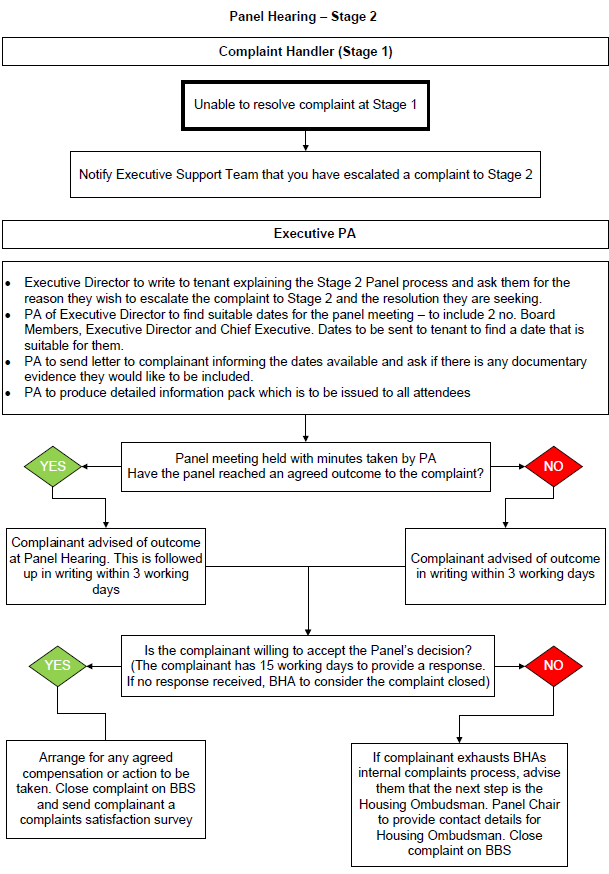 Panel Hearing – Stage 2
Complaint Handler (Stage 1)
Unable to resolve complaint at Stage 1
Notify Executive Support Team that you have escalated a complaint to Stage 2
Executive PA
• Executive Director to write to tenant explaining the Stage 2 Panel process and ask them for the
reason they wish to escalate the complaint to Stage 2 and the resolution they are seeking.
• PA of Executive Director to find suitable dates for the panel meeting – to include 2 no. Board
Members, Executive Director and Chief Executive. Dates to be sent to tenant to find a date that is
suitable for them.
• PA to send letter to complainant informing the dates available and ask if there is any documentary
evidence they would like to be included.
• PA to produce detailed information pack which is to be issued to all attendees
YES
Panel meeting held with minutes taken by PA
Have the panel reached an agreed outcome to the complaint?
NO
Complainant advised of outcome
at Panel Hearing. This is followed
up in writing within 3 working
days
Complainant advised of outcome
in writing within 3 working days
YES
Is the complainant willing to accept the Panel's decision?
(The complainant has 15 working days to provide a response.
If no response received, BHA to consider the complaint closed)
NO
Arrange for any agreed
compensation or action to be
taken. Close complaint on BBS
and send complainant a
complaints satisfaction survey
If complainant exhausts BHAs
internal complaints process, advise
them that the next step is the
Housing Ombudsman. Panel Chair
to provide contact details for
Housing Ombudsman. Close
complaint on BBS